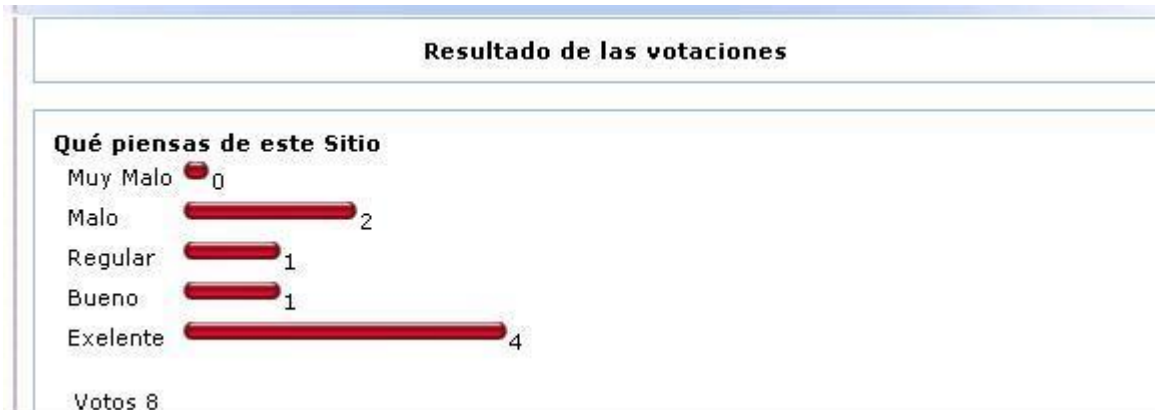 Resultado de las votaciones
Qué piensas de este Sitio
Muy Malo 0
Malo 2
Regular 1
Bueno 1
Exelente 4
Votos 8